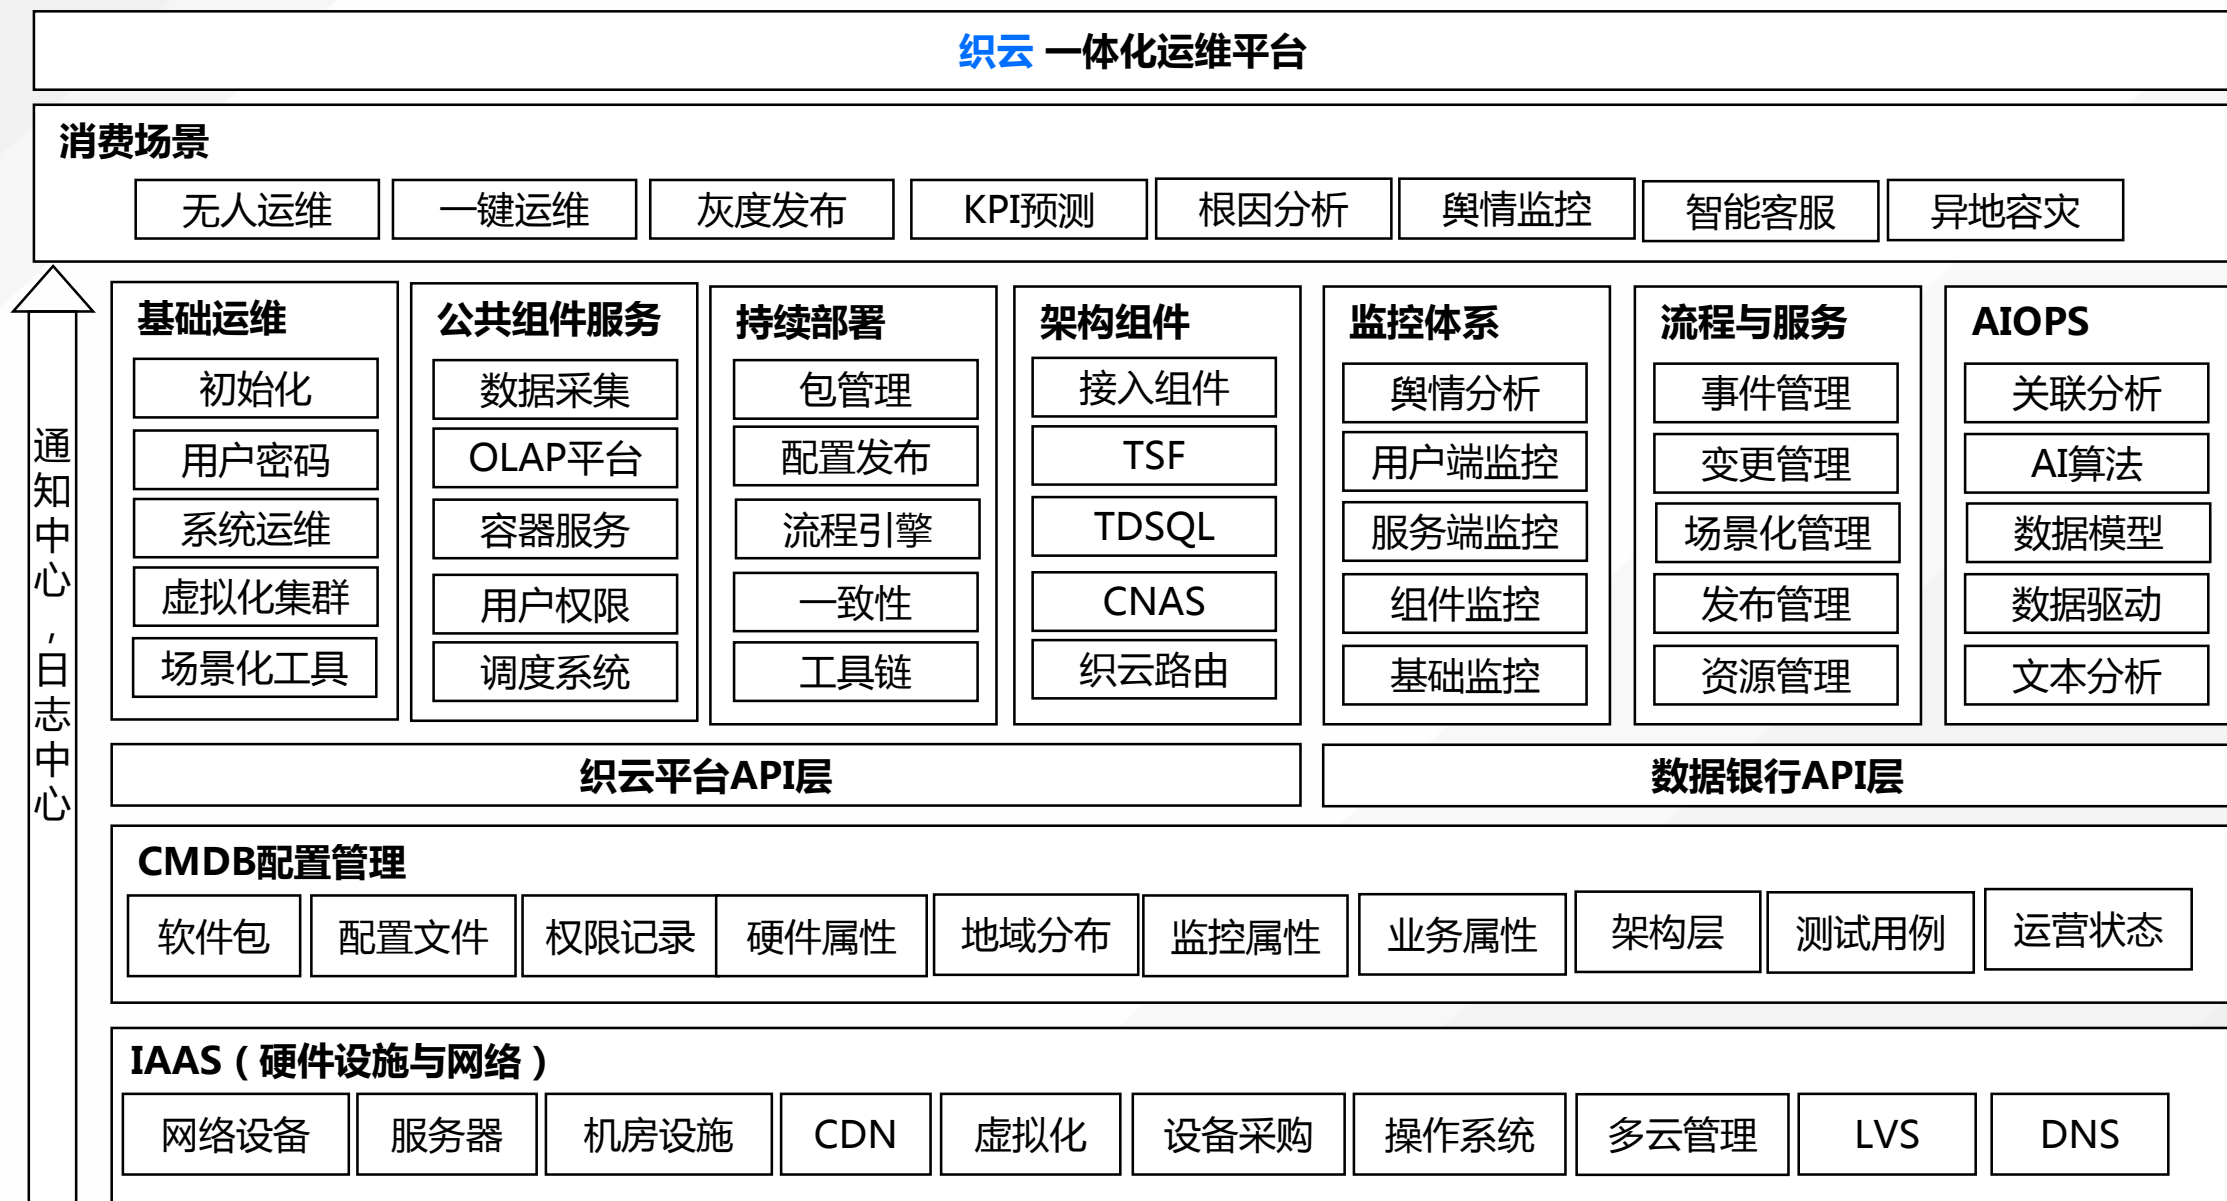 织云 一体化运维平台
消费场景
无人运维
一键运维
灰度发布
KPI预测
根因分析
舆情监控
智能客服
异地容灾
通知中心,日志中心
基础运维
初始化
用户密码
系统运维
虚拟化集群
场景化工具
公共组件服务
数据采集
OLAP平台
容器服务
用户权限
调度系统
持续部署
包管理
配置发布
流程引擎
一致性
工具链
架构组件
接入组件
TSF
TDSQL
CNAS
织云路由
监控体系
舆情分析
用户端监控
服务端监控
组件监控
基础监控
流程与服务
事件管理
变更管理
场景化管理
发布管理
资源管理
AIOPS
关联分析
AI算法
数据模型
数据驱动
文本分析
织云平台API层
数据银行API层
CMDB配置管理
软件包
配置文件
权限记录
硬件属性
地域分布
监控属性
业务属性
架构层
测试用例
运营状态
IAAS（硬件设施与网络）
网络设备
服务器
机房设施
CDN
虚拟化
设备采购
操作系统
多云管理
LVS
DNS